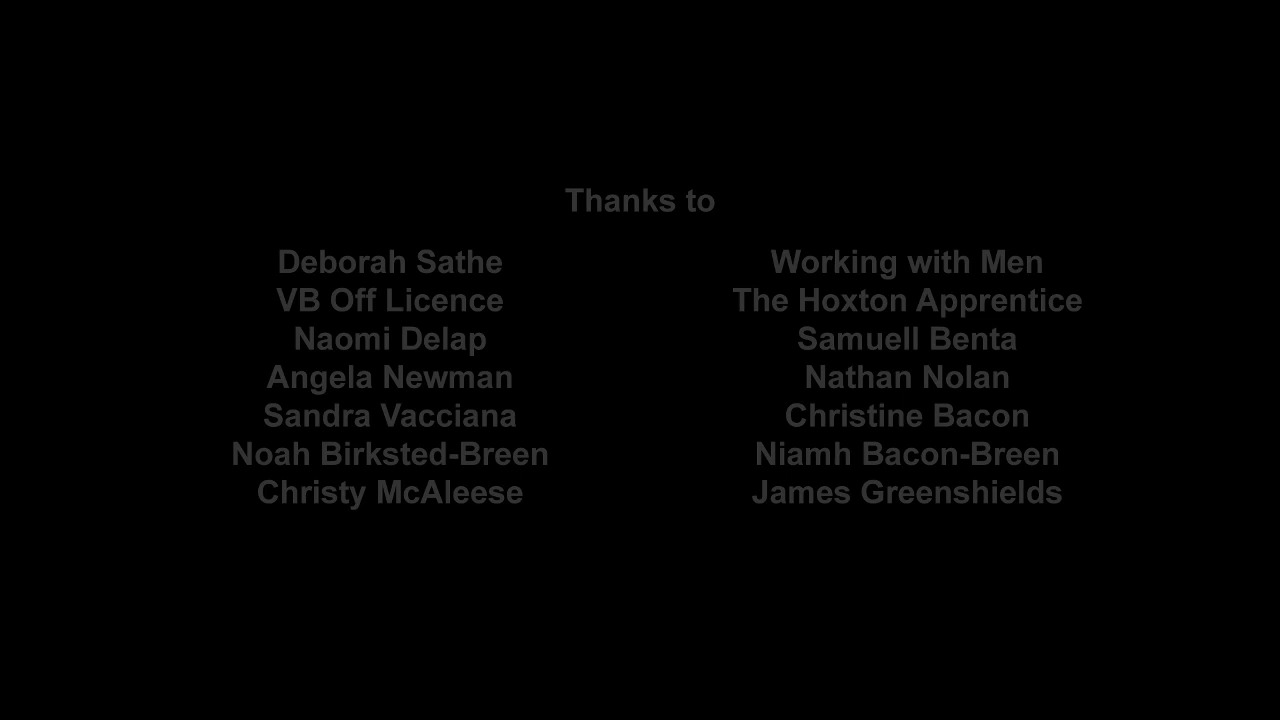 Thanks to
Deborah Sathe
VB Off Licence
Naomi Delap
Angela Newman
Sandra Vacciana
Noah Birksted-Breen
Christy McAleese
Working with Men
The Hoxton Apprentice
Samuell Benta
Nathan Nolan
Christine Bacon
Niamh Bacon-Breen
James Greenshields